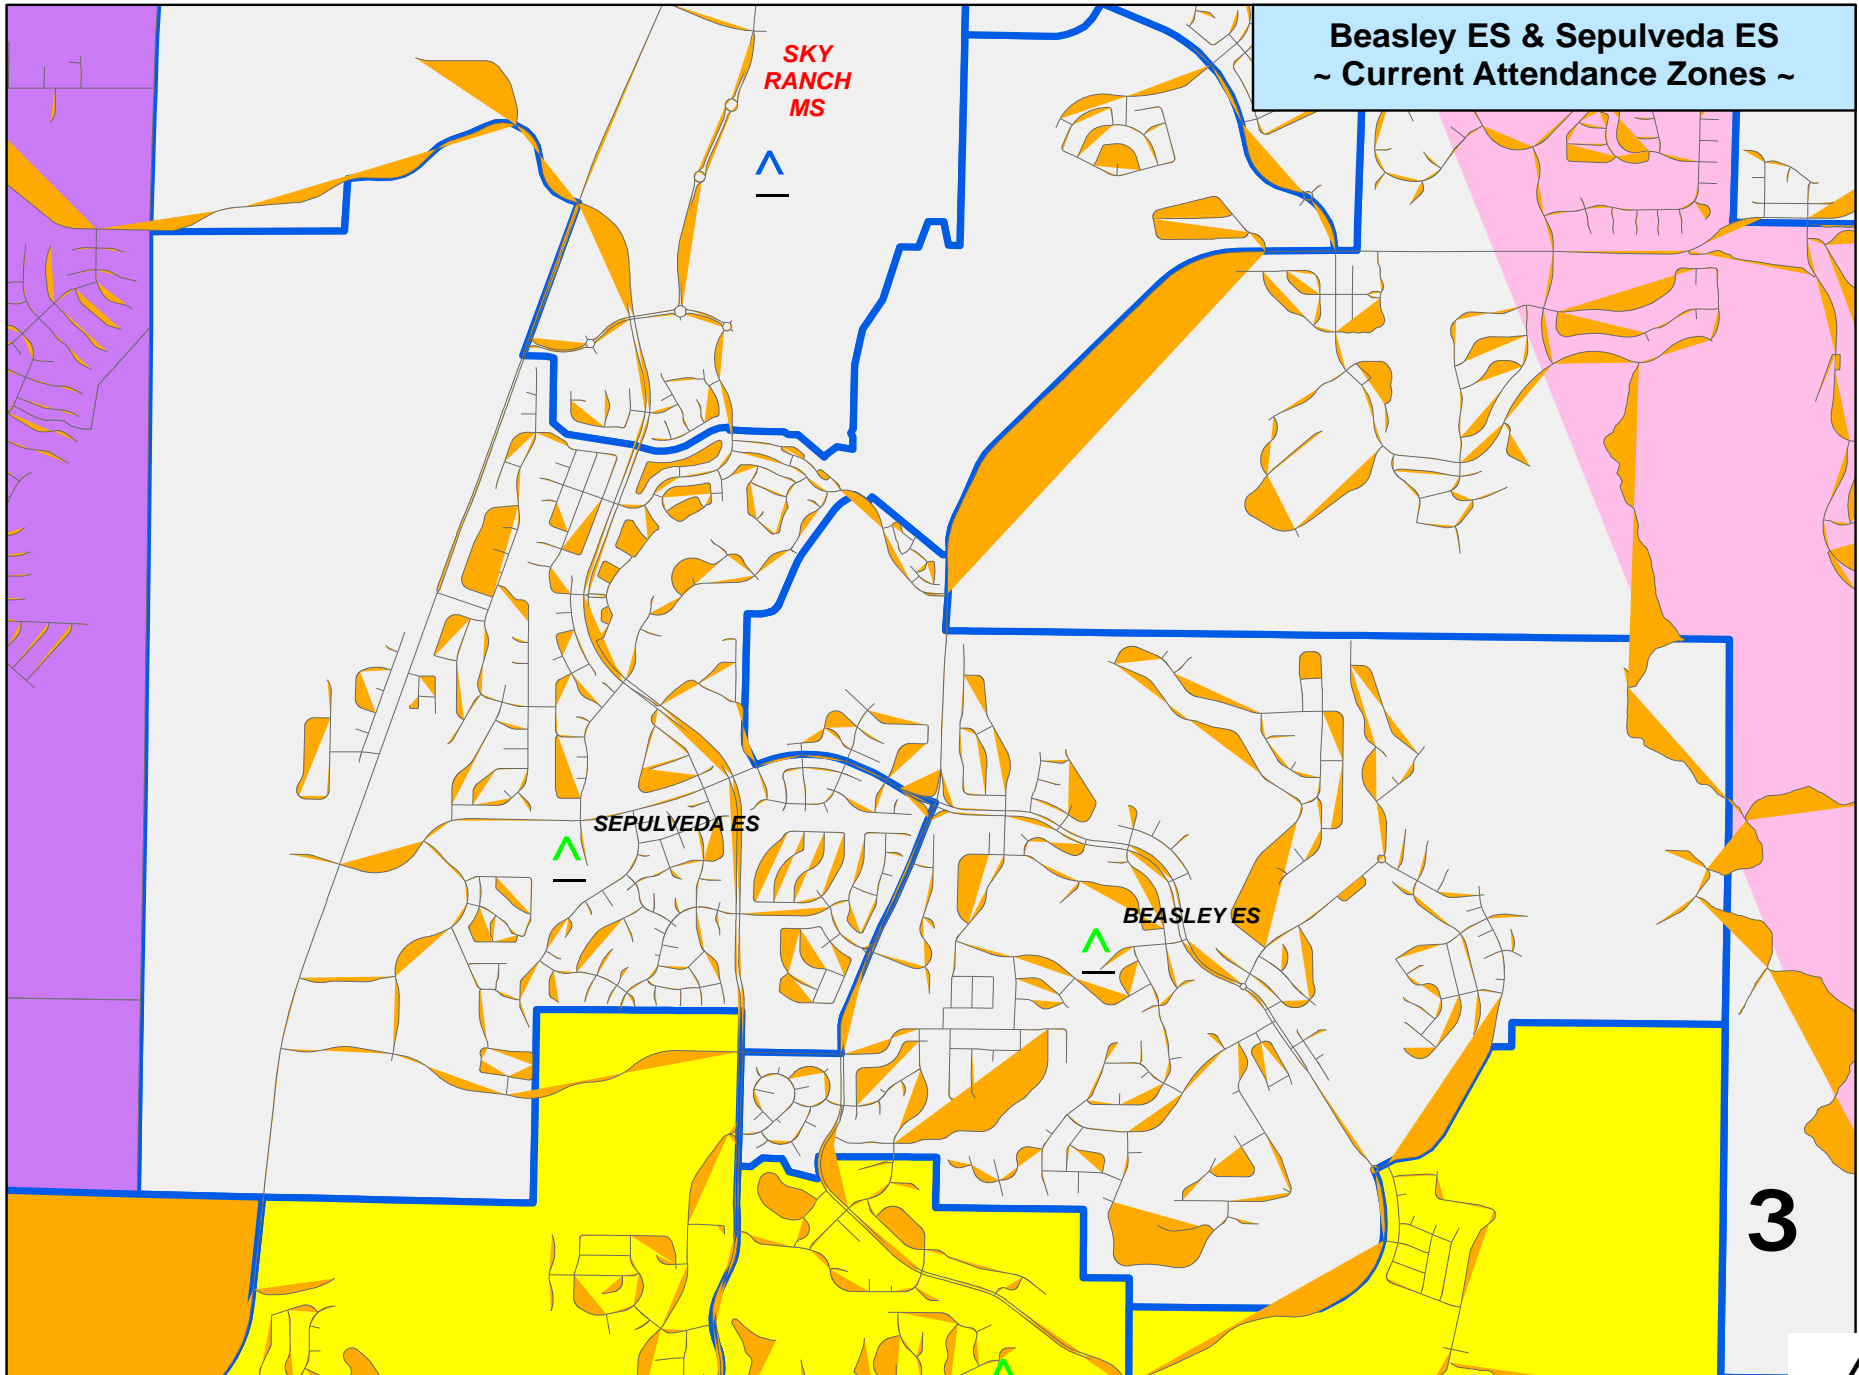 Beasley ES & Sepulveda ES
~ Current Attendance Zones ~
SKY
RANCH
MS
SEPULVEDA ES
BEASLEY ES
3